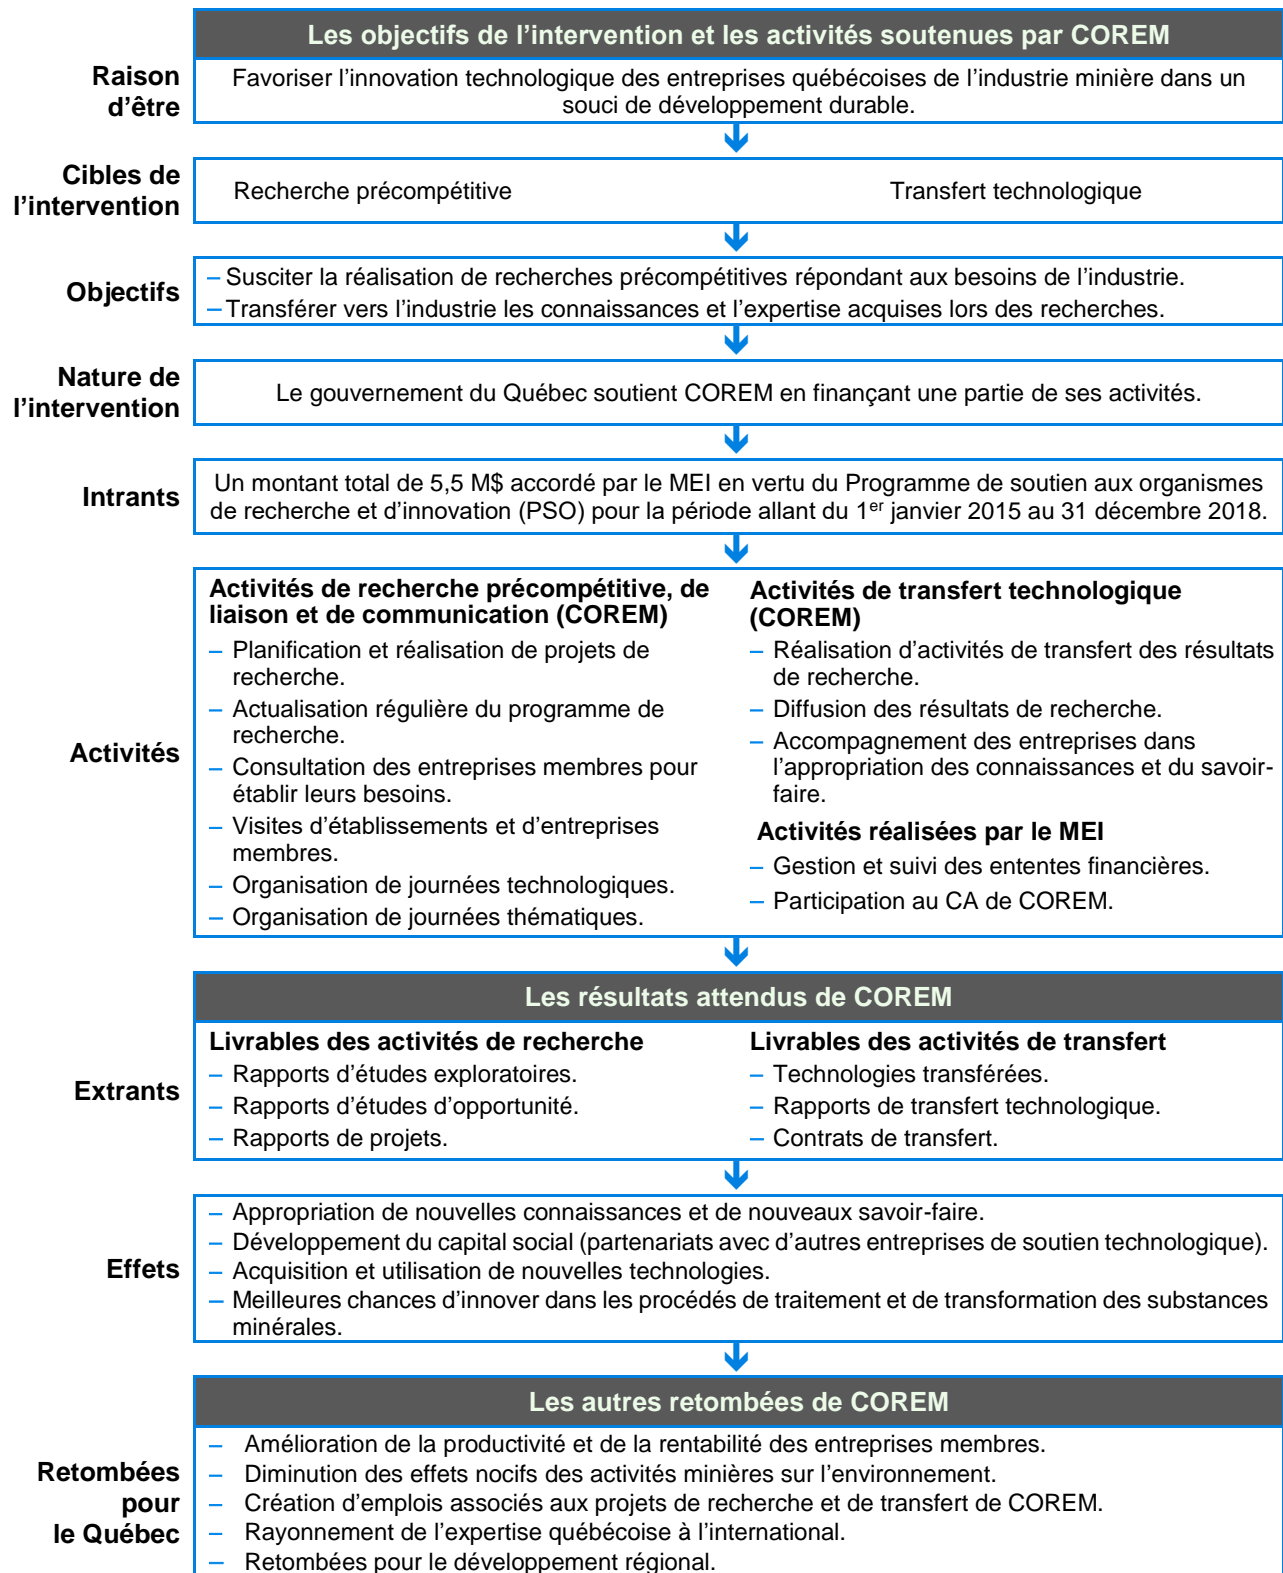 Les objectifs de l’intervention et les activités soutenues par COREM
Raison
d’être
Favoriser l’innovation technologique des entreprises québécoises de l’industrie minière dans un
souci de développement durable.
Cibles de
l’intervention
Recherche précompétitive
Transfert technologique
Objectifs
– Susciter la réalisation de recherches précompétitives répondant aux besoins de l’industrie.
– Transférer vers l’industrie les connaissances et l’expertise acquises lors des recherches.
Nature de
l’intervention
Le gouvernement du Québec soutient COREM en finançant une partie de ses activités.
Intrants
Un montant total de 5,5 M$ accordé par le MEI en vertu du Programme de soutien aux organismes
de recherche et d’innovation (PSO) pour la période allant du 1er janvier 2015 au 31 décembre 2018.
Activités
Activités de recherche précompétitive, de
liaison et de communication (COREM)
– Planification et réalisation de projets de
recherche.
– Actualisation régulière du programme de
recherche.
– Consultation des entreprises membres pour
établir leurs besoins.
– Visites d’établissements et d’entreprises
membres.
– Organisation de journées technologiques.
– Organisation de journées thématiques.
Activités de transfert technologique
(COREM)
– Réalisation d’activités de transfert des résultats
de recherche.
– Diffusion des résultats de recherche.
– Accompagnement des entreprises dans
l’appropriation des connaissances et du savoir-
faire.
Activités réalisées par le MEI
– Gestion et suivi des ententes financières.
– Participation au CA de COREM.
Les résultats attendus de COREM
Extrants
Livrables des activités de recherche
– Rapports d’études exploratoires.
– Rapports d’études d’opportunité.
– Rapports de projets.
Livrables des activités de transfert
– Technologies transférées.
– Rapports de transfert technologique.
– Contrats de transfert.
Effets
– Appropriation de nouvelles connaissances et de nouveaux savoir-faire.
– Développement du capital social (partenariats avec d’autres entreprises de soutien technologique).
– Acquisition et utilisation de nouvelles technologies.
– Meilleures chances d’innover dans les procédés de traitement et de transformation des substances
minérales.
Les autres retombées de COREM
Retombées
pour
le Québec
– Amélioration de la productivité et de la rentabilité des entreprises membres.
– Diminution des effets nocifs des activités minières sur l’environnement.
– Création d’emplois associés aux projets de recherche et de transfert de COREM.
– Rayonnement de l’expertise québécoise à l’international.
– Retombées pour le développement régional.